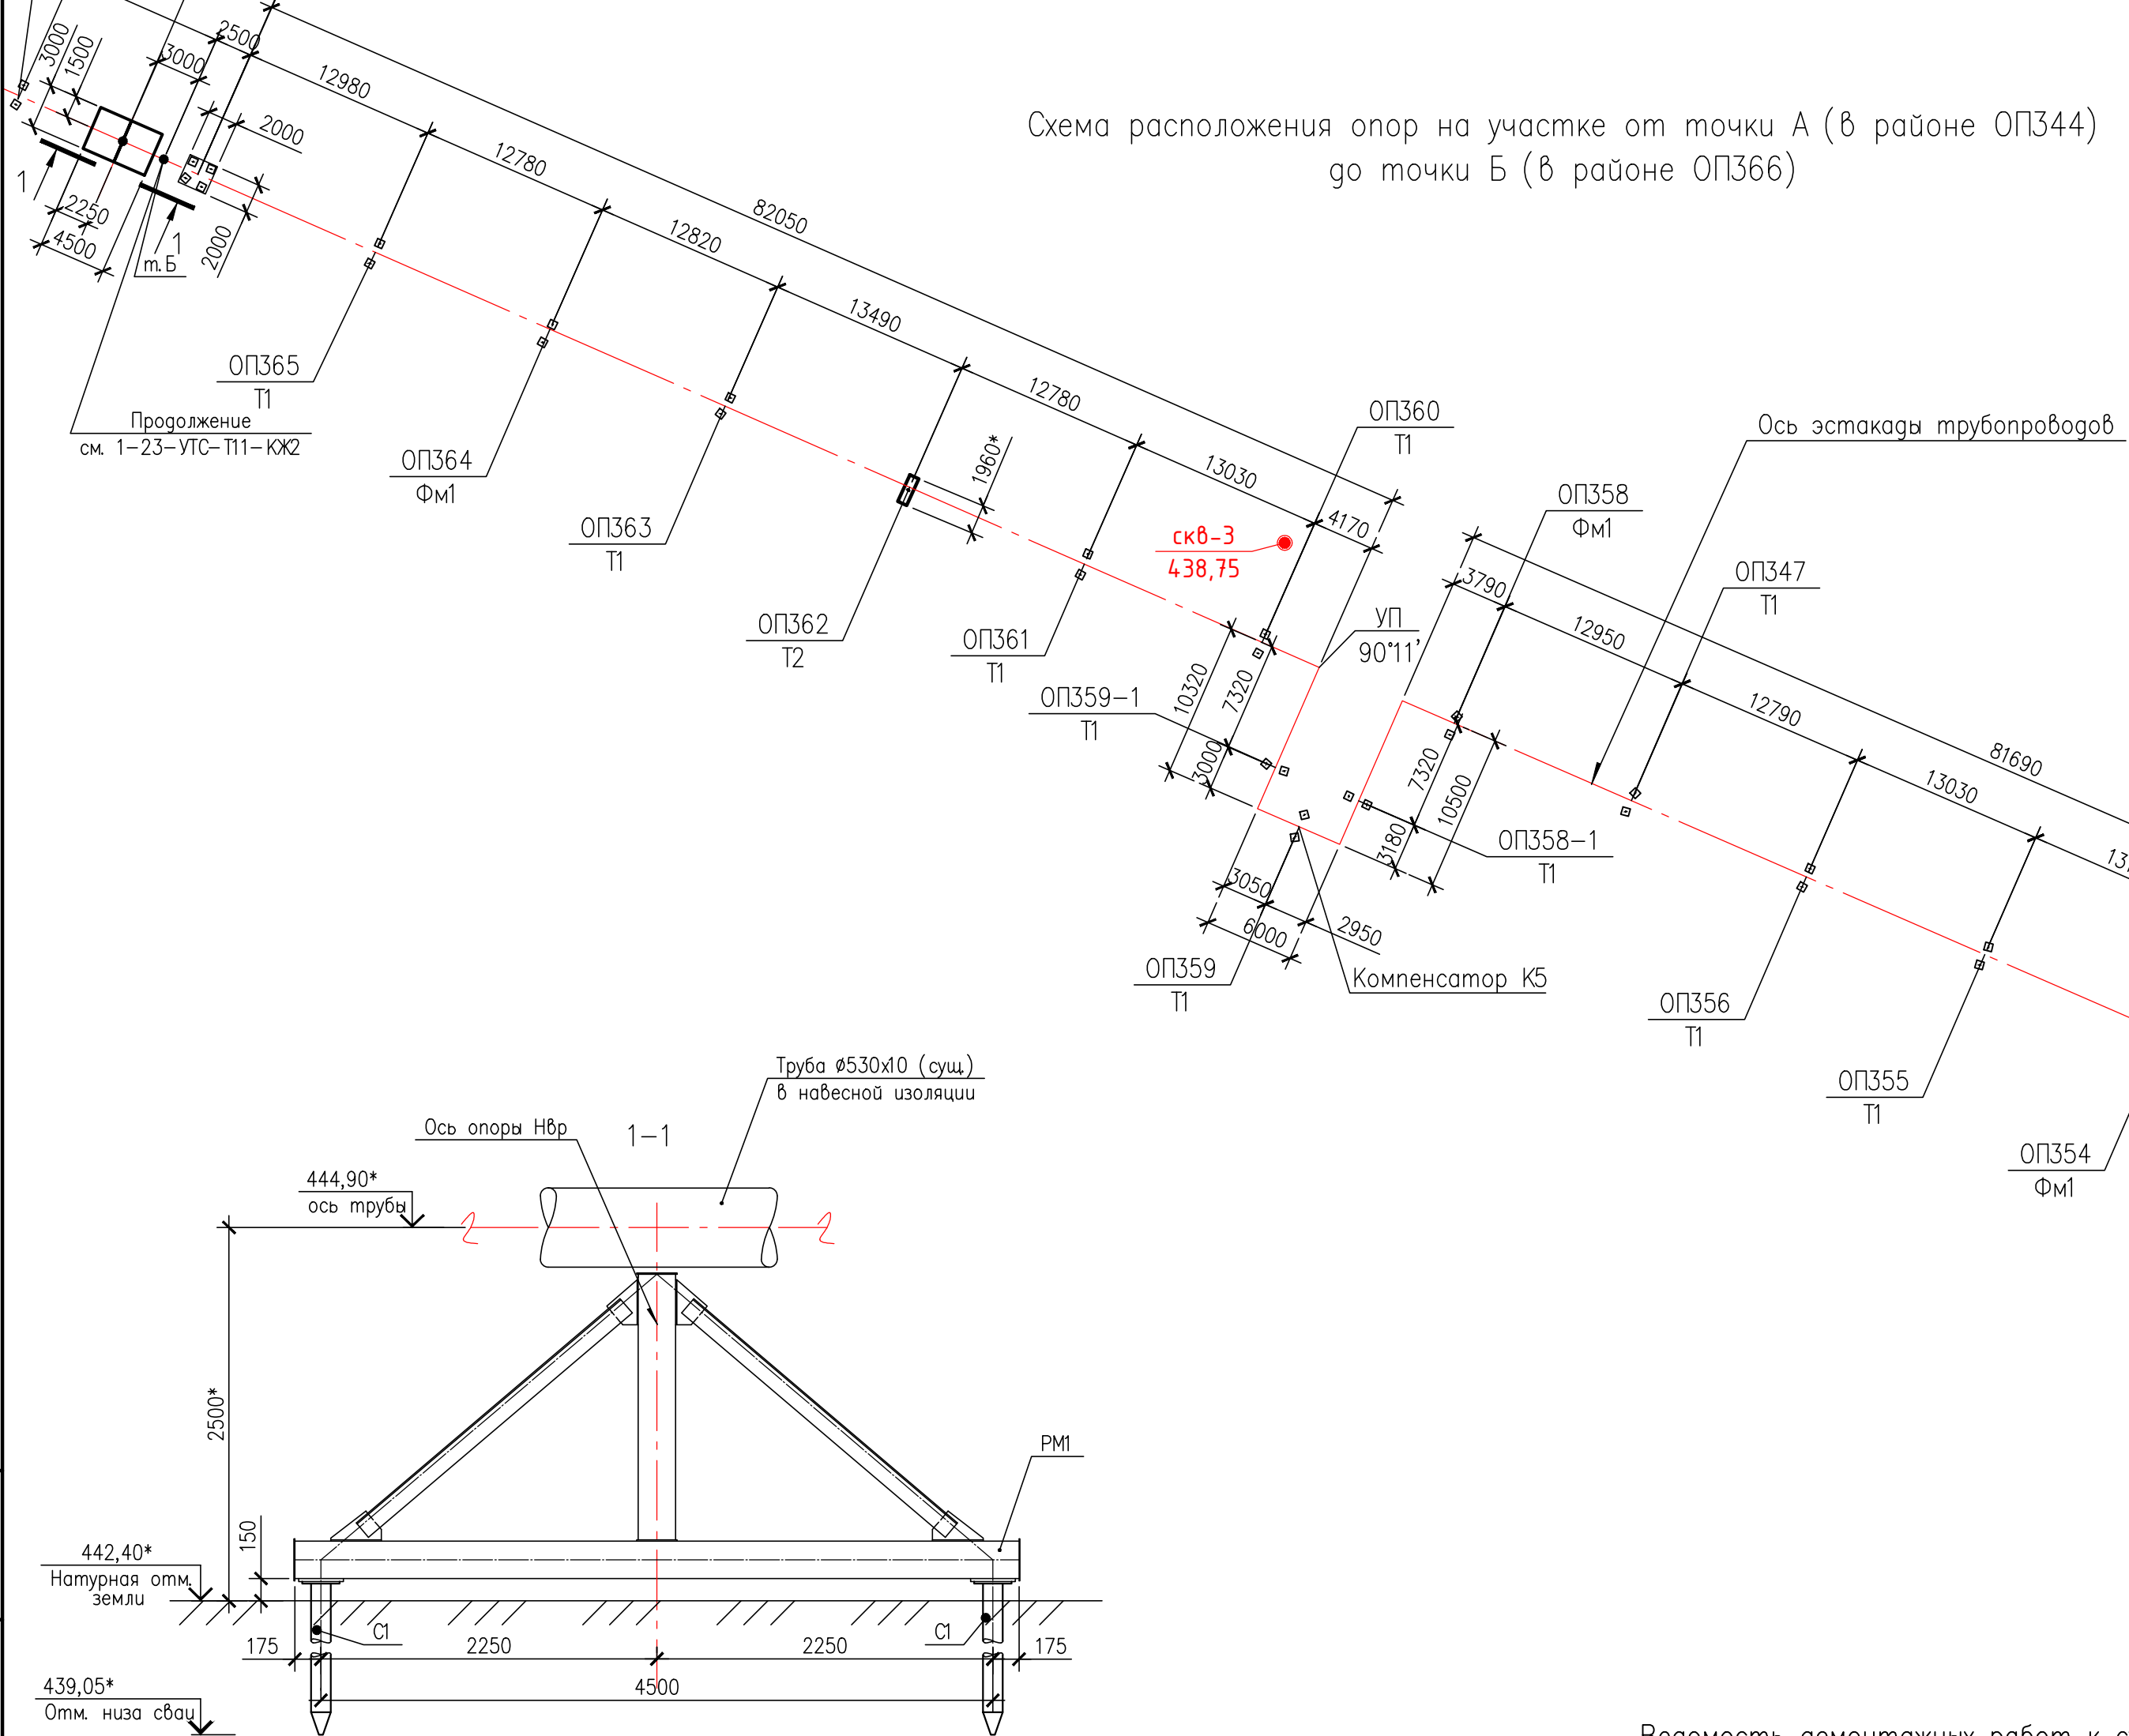 Схема расположения опор на участке от точки А (в районе ОП344)
до точки Б (в районе ОП366)
3000
1500
3000
2500
12980
2000
12780
82050
12820
13490
12780
13030
4170
1
2250
4500
1
т.Б
2000
ОП365
Т1
Продолжение
см. 1-23-УТС-Т11-КЖ2
ОП364
Фм1
ОП363
Т1
ОП362
Т2
1960*
ОП361
Т1
ОП360
Т1
скв-3
438,75
УП
90°11'
10320
7320
3000
ОП359-1
Т1
Ось эстакады трубопроводов
ОП358
Фм1
ОП347
Т1
3790
12950
12790
81690
13030
7320
10500
3180
ОП358-1
Т1
3050
6000
2950
ОП359
Т1
Компенсатор К5
ОП356
Т1
ОП355
Т1
ОП354
Фм1
1-1
Труба ø530х10 (сущ.)
в навесной изоляции
Ось опоры Нвр
444,90*
ось трубы
2500*
150
РМ1
442,40*
Натурная отм.
земли
С1
С1
175
2250
2250
175
4500
439,05*
Отм. низа сваи
Ведомость демонтажных работ к